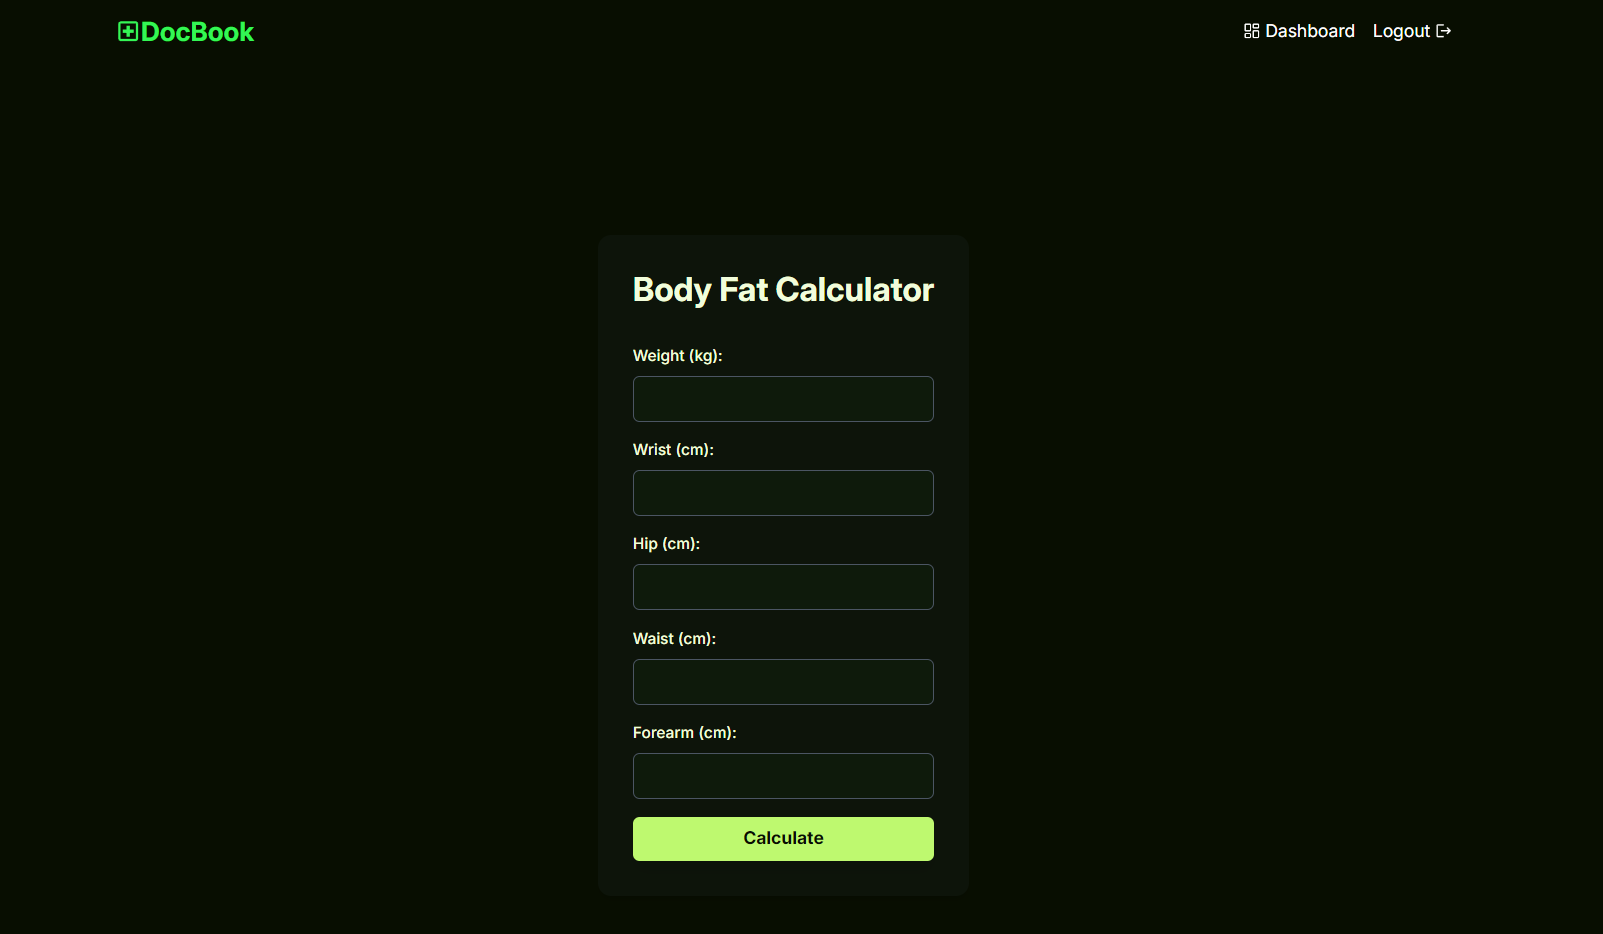 DocBook
Dashboard
Logout
Body Fat Calculator
Weight (kg):
Wrist (cm):
Hip (cm):
Waist (cm):
Forearm (cm):
Calculate